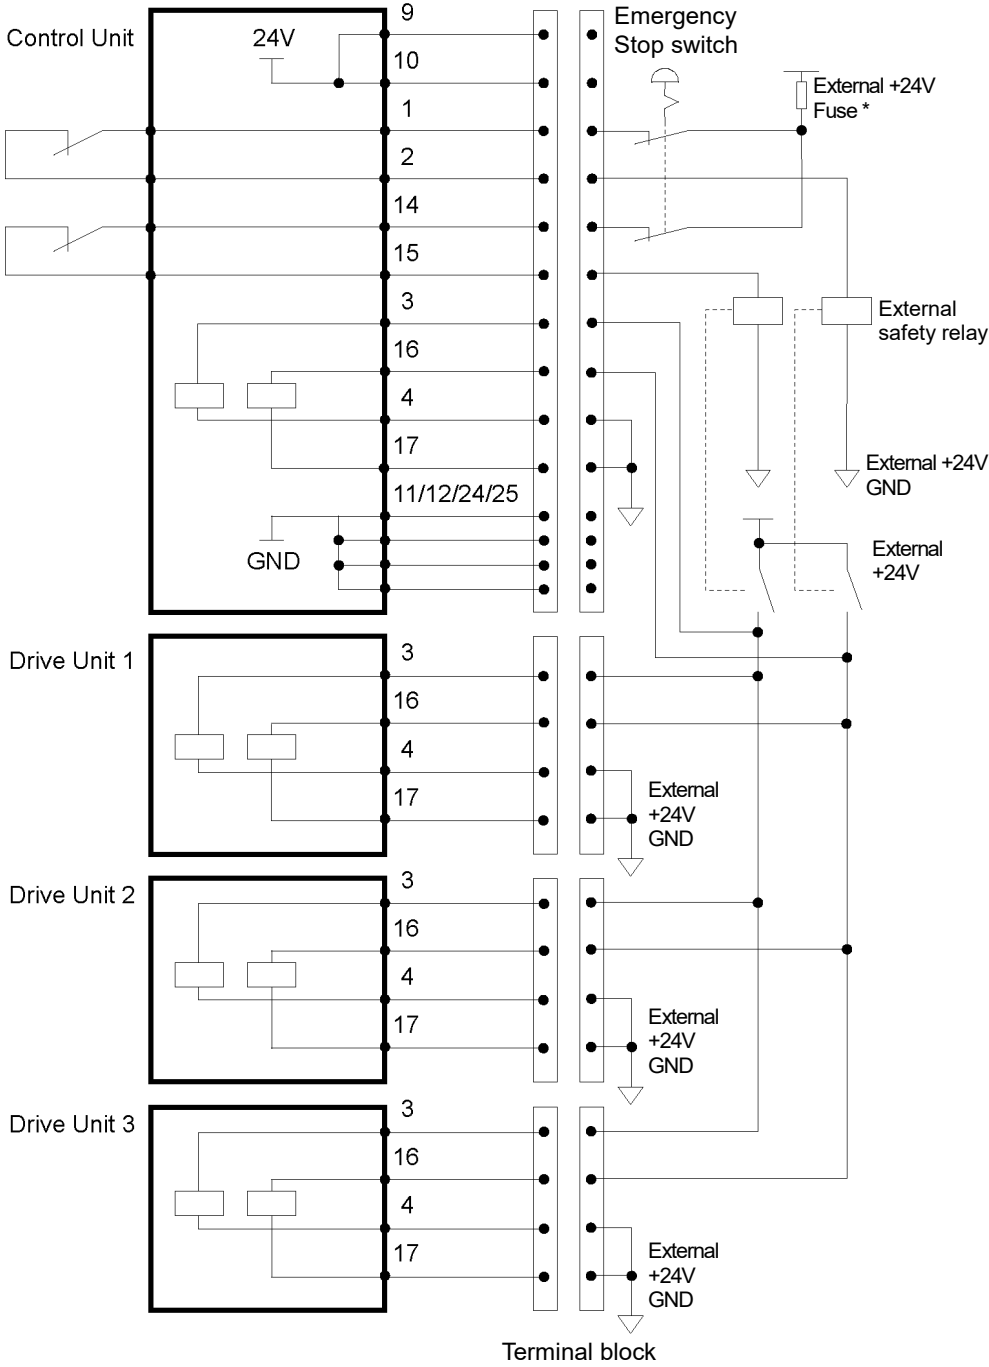 Control Unit
24V
9
10
1
2
14
15
3
16
4
17
11/12/24/25
GND
Emergency
Stop switch
External +24V
Fuse *
External
safety relay
External +24V
GND
External
+24V
Drive Unit 1
3
16
4
17
External
+24V
GND
Drive Unit 2
3
16
4
17
External
+24V
GND
Drive Unit 3
3
16
4
17
External
+24V
GND
Terminal block